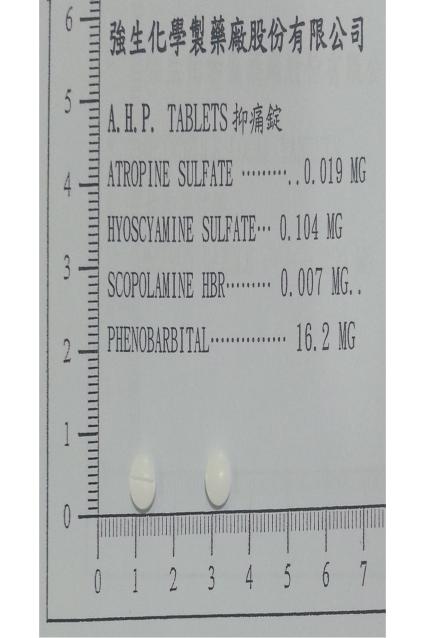 強生化學製藥廠股份有限公司
A.H.P. TABLETS 抑痛錠
ATROPINE SULFATE ···········..0.019 MG
HYOSCYAMINE SULFATE··· 0.104 MG
SCOPOLAMINE HBR········· 0.007 MG..
PHENOBARBITAL··············· 16.2 MG
6
5
4
3
2
1
0
0 1 2 3 4 5 6 7